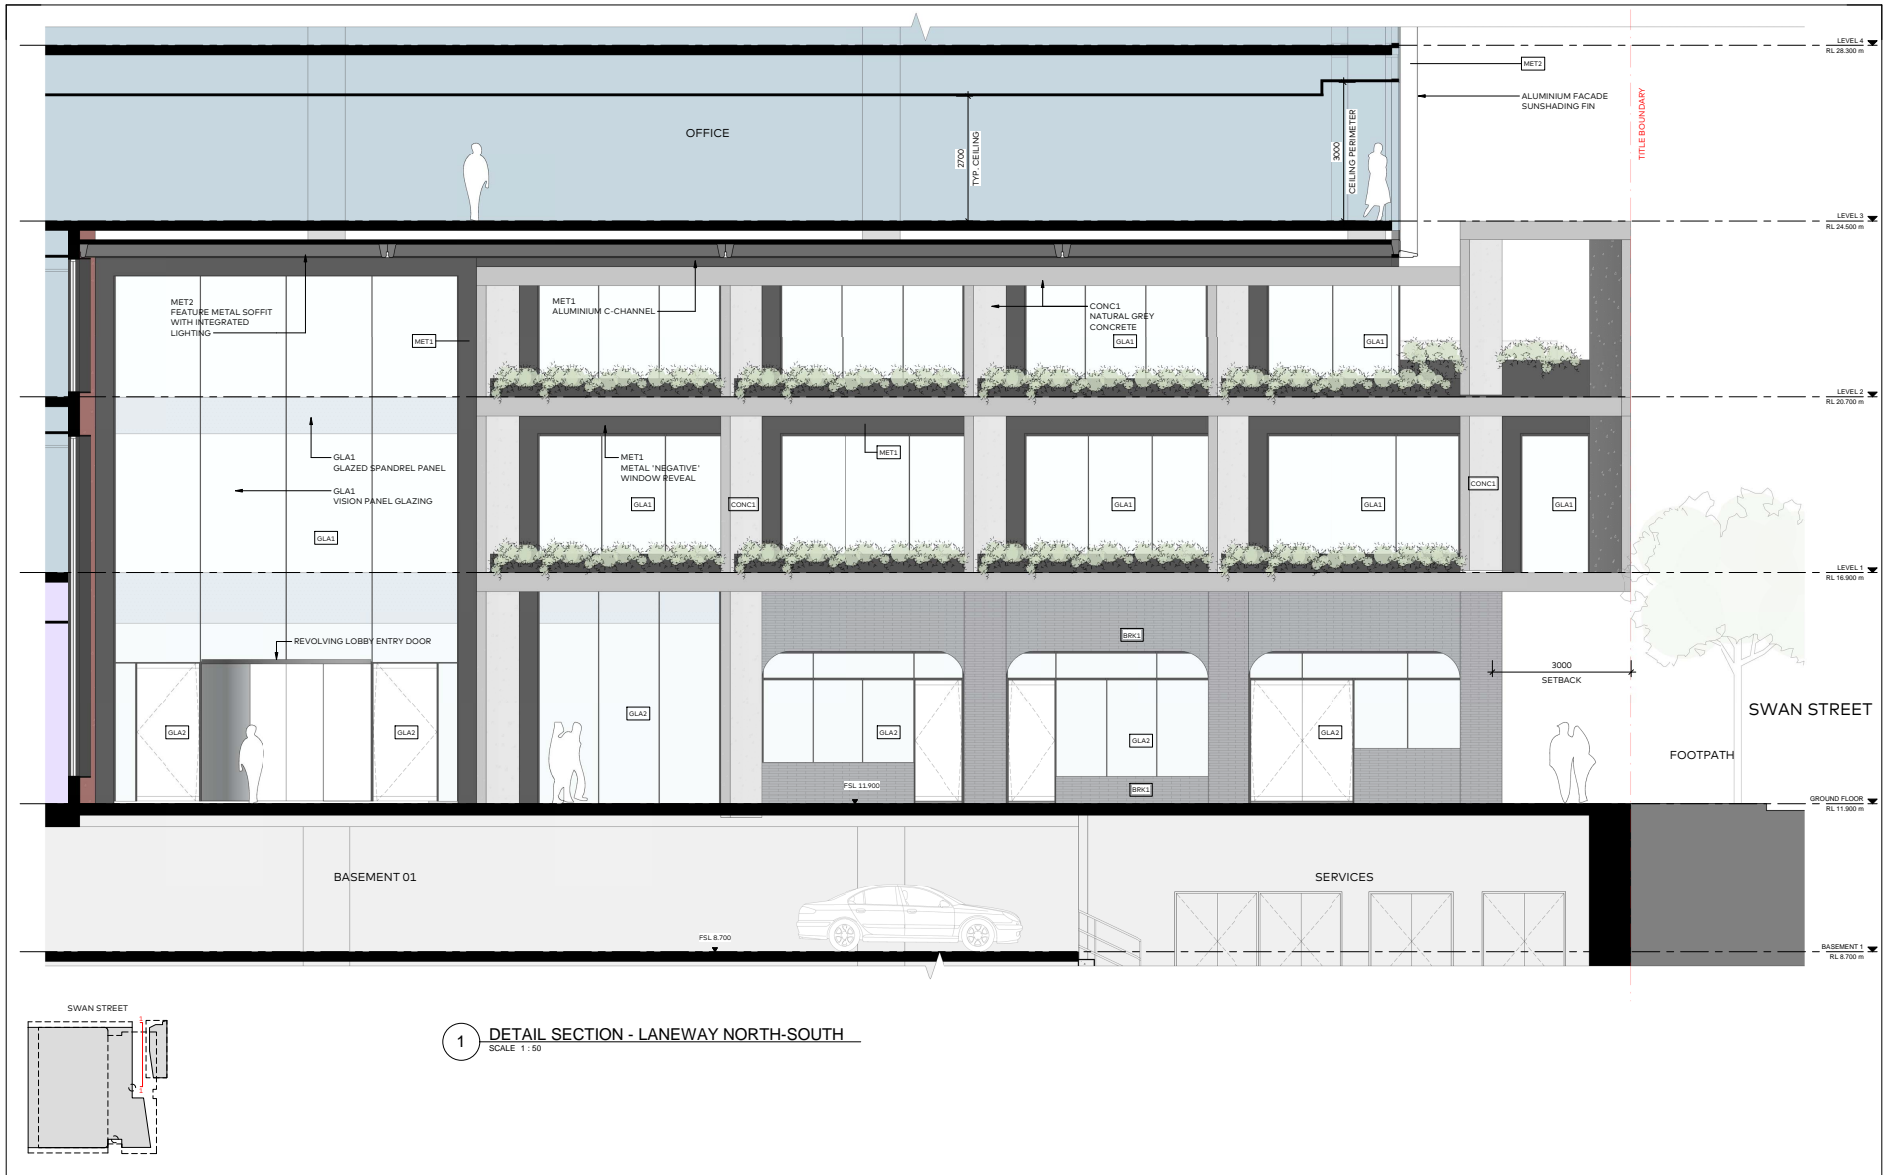 LEVEL 4
RL 28.300 m
MET2
ALUMINIUM FACADE
SUNSHADING FIN
TITLE BOUNDARY
OFFICE
2700
TYP. CEILING
3000
CEILING PERIMETER
LEVEL 3
RL 24.500 m
MET2
FEATURE METAL SOFFIT
WITH INTEGRATED
LIGHTING
MET1
MET1
ALUMINIUM C-CHANNEL
CONC1
NATURAL GREY
CONCRETE
GLA1
GLA1
LEVEL 2
RL 20.700 m
GLA1
GLAZED SPANDREL PANEL
GLA1
VISION PANEL GLAZING
GLA1
MET1
METAL 'NEGATIVE'
WINDOW REVEAL
MET1
GLA1
CONC1
GLA1
GLA1
CONC1
GLA1
LEVEL 1
RL 16.900 m
REVOLVING LOBBY ENTRY DOOR
BRK1
3000
SETBACK
GLA2
GLA2
GLA2
GLA2
GLA2
GLA2
BRK1
SWAN STREET
FOOTPATH
FSL 11.900
GROUND FLOOR
RL 11.900 m
BASEMENT 01
SERVICES
FSL 8.700
BASEMENT 1
RL 8.700 m
SWAN STREET
1
1
1
DETAIL SECTION - LANEWAY NORTH-SOUTH
SCALE 1 : 50